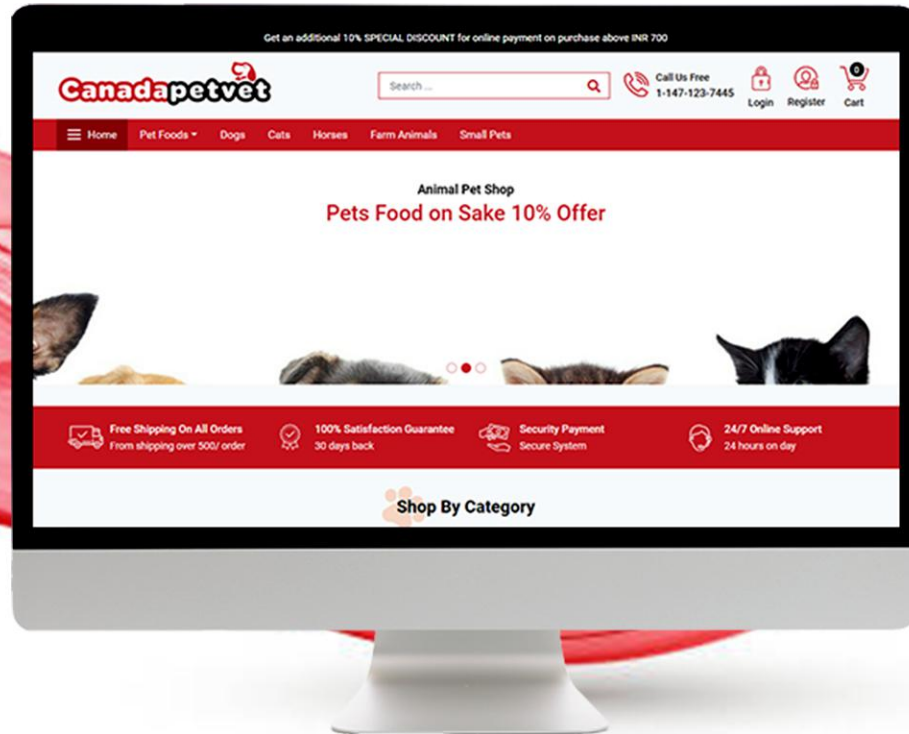 Get an additional 10% SPECIAL DISCOUNT for online payment on purchase above INR 700
Canadapetvet
Search ...
Call Us Free
1-147-123-7445
Login
Register
0
Cart
Home
Pet Foods
Dogs
Cats
Horses
Farm Animals
Small Pets
Animal Pet Shop
Pets Food on Sake 10% Offer
Free Shipping On All Orders
From shipping over 500/ order
100% Satisfaction Guarantee
30 days back
Security Payment
Secure System
24/7 Online Support
24 hours on day
Shop By Category